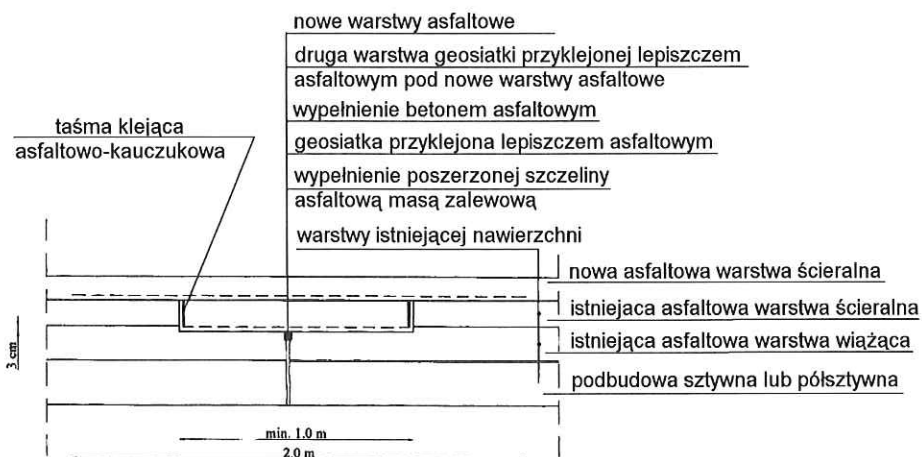 nowe warstwy asfaltowe
druga warstwa geosiatki przyklejonej lepiszczem
asfaltowym pod nowe warstwy asfaltowe
wypełnienie betonem asfaltowym
taśma klejąca
asfaltowo-kauczukowa
geosiatka przyklejona lepiszczem asfaltowym
wypełnienie poszerzonej szczeliny
asfaltową masą zalewową
warstwy istniejącej nawierzchni
nowa asfaltowa warstwa ścieralna
istniejaca asfaltowa warstwa ścieralna
istniejąca asfaltowa warstwa wiążąca
3 cm
podbudowa sztywna lub półsztywna
min. 1.0 m
2.0 m